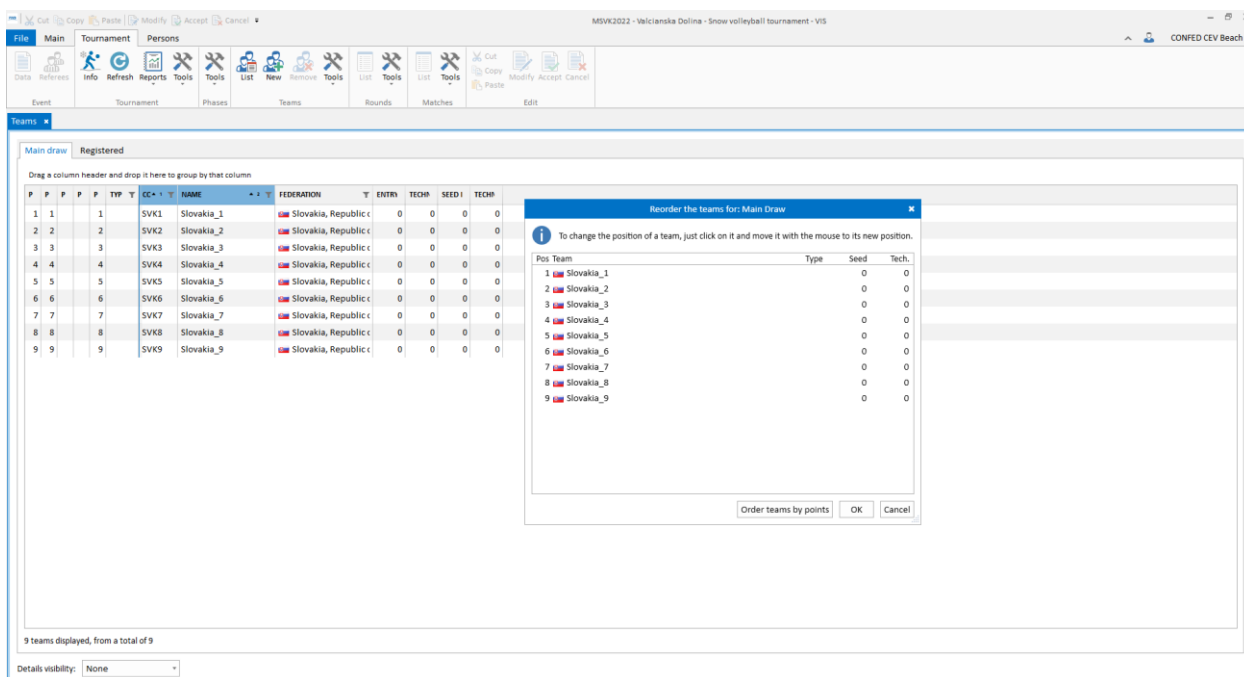 Cut Copy Paste Modify Accept Cancel
MSVK2022 - Valcianska Dolina - Snow volleyball tournament - VIS
File Main Tournament Persons
CONFED CEV Beach
Data Referees Info Refresh Reports Tools Tools List New Remove Tools List Tools List Tools Cut Copy Paste Modify Accept Cancel
Event Tournament Phases Teams Rounds Matches Edit
Teams
Main draw Registered
Drag a column header and drop it here to group by that column
P P P P P TYP CC 1 NAME 2 FEDERATION ENTRY TECHN SEED I TECHN
1 1 1 SVK1 Slovakia_1 Slovakia, Republic c 0 0 0 0
2 2 2 SVK2 Slovakia_2 Slovakia, Republic c 0 0 0 0
3 3 3 SVK3 Slovakia_3 Slovakia, Republic c 0 0 0 0
4 4 4 SVK4 Slovakia_4 Slovakia, Republic c 0 0 0 0
5 5 5 SVK5 Slovakia_5 Slovakia, Republic c 0 0 0 0
6 6 6 SVK6 Slovakia_6 Slovakia, Republic c 0 0 0 0
7 7 7 SVK7 Slovakia_7 Slovakia, Republic c 0 0 0 0
8 8 8 SVK8 Slovakia_8 Slovakia, Republic c 0 0 0 0
9 9 9 SVK9 Slovakia_9 Slovakia, Republic c 0 0 0 0
Reorder the teams for: Main Draw
To change the position of a team, just click on it and move it with the mouse to its new position.
Pos Team Type Seed Tech.
1 Slovakia_1 0 0
2 Slovakia_2 0 0
3 Slovakia_3 0 0
4 Slovakia_4 0 0
5 Slovakia_5 0 0
6 Slovakia_6 0 0
7 Slovakia_7 0 0
8 Slovakia_8 0 0
9 Slovakia_9 0 0
Order teams by points OK Cancel
9 teams displayed, from a total of 9
Details visibility: None